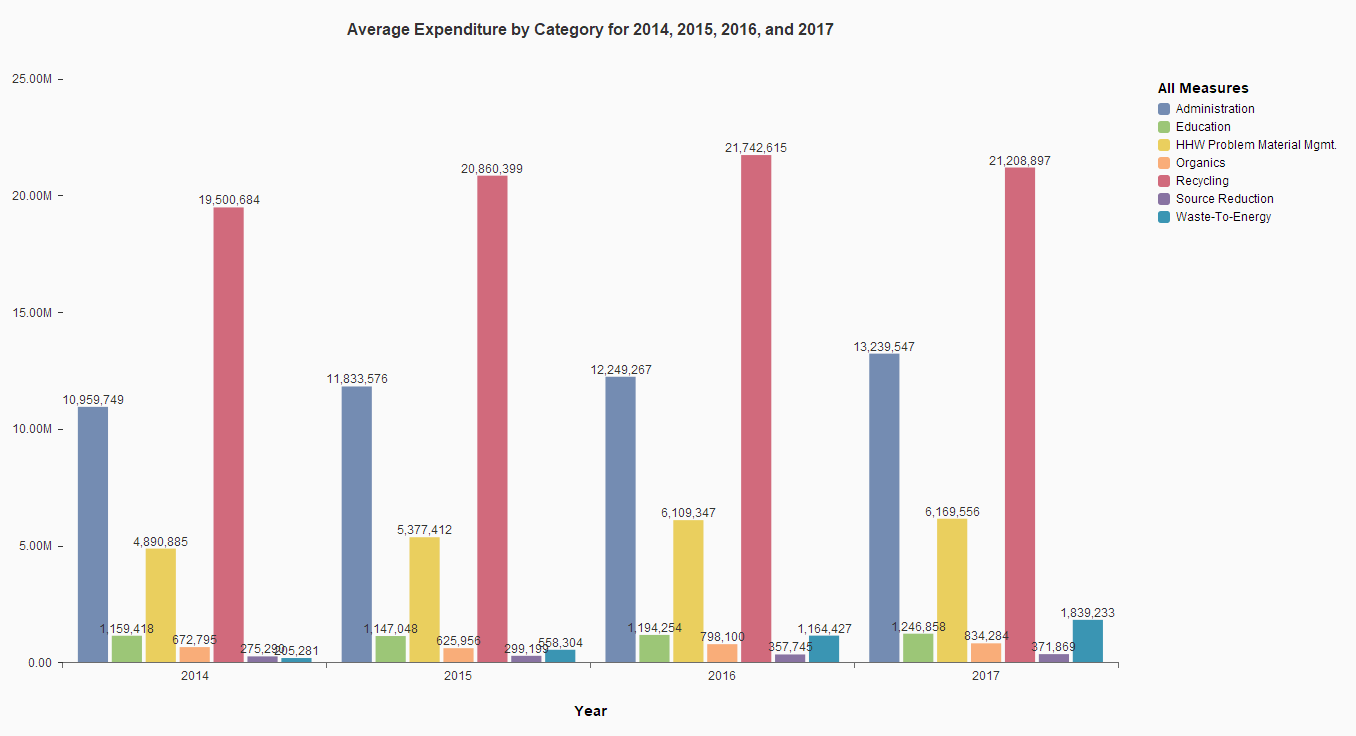 Average Expenditure by Category for 2014, 2015, 2016, and 2017
25.00M
20.00M
15.00M
10.00M
5.00M
0.00
10,959,749
1,159,418
4,890,885
672,795
19,500,684
11,833,576
1,147,048
5,377,412
625,956
20,860,399
299,199
558,304
12,249,267
1,194,254
6,109,347
798,100
21,742,615
357,745
1,164,427
13,239,547
1,246,858
6,169,556
834,284
21,208,897
371,869
1,839,233
2014
2015
2016
2017
Year
All Measures
Administration
Education
HHW Problem Material Mgmt.
Organics
Recycling
Source Reduction
Waste-To-Energy